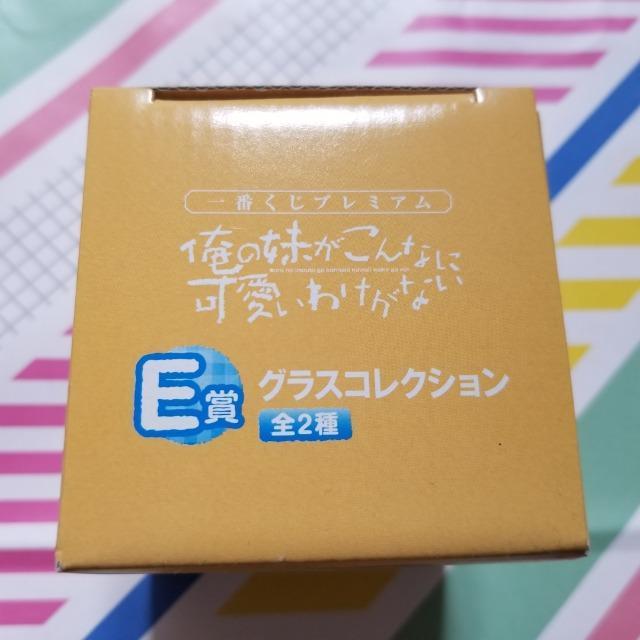 一番くじプレミアム
俺の妹がこんなに
可愛いわけがない
E賞
グラスコレクション
全2種